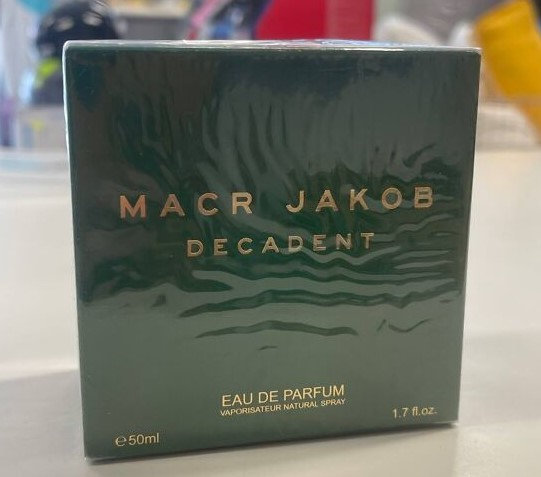 MACR JAKOB
DECADENT
EAU DE PARFUM
VAPORISATEUR NATURAL SPRAY
℮50ml
1.7 fl.oz.